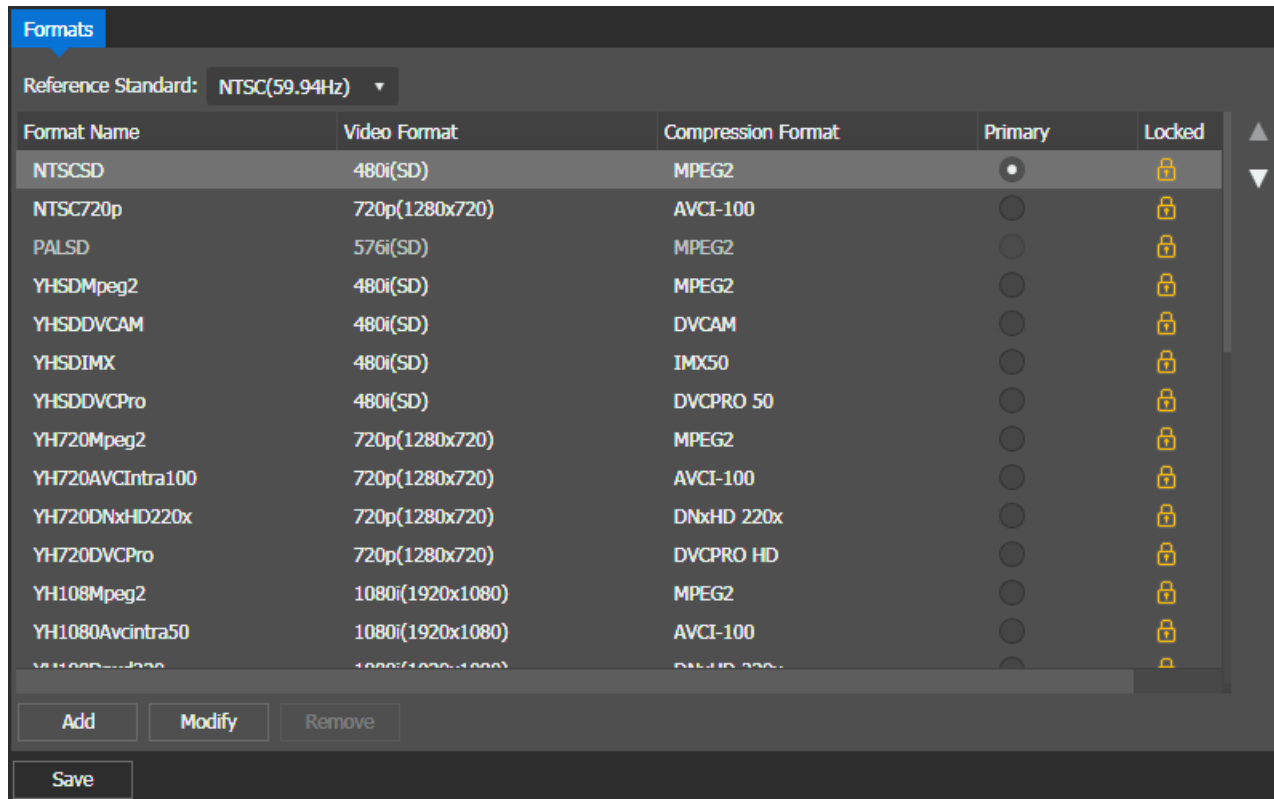 Formats
Reference Standard: NTSC(59.94Hz)
Format Name Video Format Compression Format Primary Locked
NTSCSD 480i(SD) MPEG2
NTSC720p 720p(1280x720) AVCI-100
PALSD 576i(SD) MPEG2
YHSDMpeg2 480i(SD) MPEG2
YHSDDVCAM 480i(SD) DVCAM
YHSDIMX 480i(SD) IMX50
YHSDDVCPro 480i(SD) DVCPRO 50
YH720Mpeg2 720p(1280x720) MPEG2
YH720AVCIntra100 720p(1280x720) AVCI-100
YH720DNxHD220x 720p(1280x720) DNxHD 220x
YH720DVCPro 720p(1280x720) DVCPRO HD
YH108Mpeg2 1080i(1920x1080) MPEG2
YH1080Avcintra50 1080i(1920x1080) AVCI-100
1080i(1920x1080) DNxHD 220x
Add Modify Remove
Save